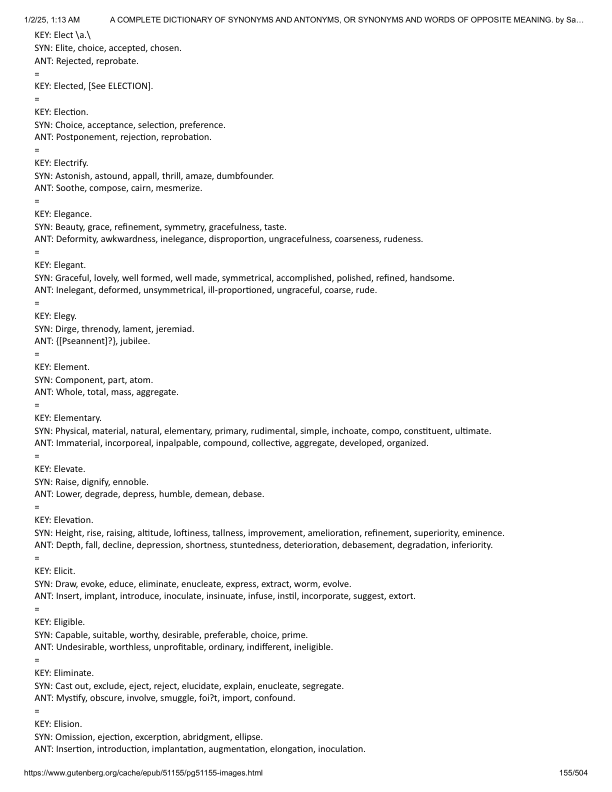 1/2/25, 1:13 AM A COMPLETE DICTIONARY OF SYNONYMS AND ANTONYMS, OR SYNONYMS AND WORDS OF OPPOSITE MEANING. by Sa…
KEY: Elect \a.\
SYN: Elite, choice, accepted, chosen.
ANT: Rejected, reprobate.
=
KEY: Elected, [See ELECTION].
=
KEY: Election.
SYN: Choice, acceptance, selection, preference.
ANT: Postponement, rejection, reprobation.
=
KEY: Electrify.
SYN: Astonish, astound, appall, thrill, amaze, dumbfounder.
ANT: Soothe, compose, cairn, mesmerize.
=
KEY: Elegance.
SYN: Beauty, grace, refinement, symmetry, gracefulness, taste.
ANT: Deformity, awkwardness, inelegance, disproportion, ungracefulness, coarseness, rudeness.
=
KEY: Elegant.
SYN: Graceful, lovely, well formed, well made, symmetrical, accomplished, polished, refined, handsome.
ANT: Inelegant, deformed, unsymmetrical, ill-proportioned, ungraceful, coarse, rude.
=
KEY: Elegy.
SYN: Dirge, threnody, lament, jeremiad.
ANT: {[Pseannent]?}, jubilee.
=
KEY: Element.
SYN: Component, part, atom.
ANT: Whole, total, mass, aggregate.
=
KEY: Elementary.
SYN: Physical, material, natural, elementary, primary, rudimental, simple, inchoate, compo, constituent, ultimate.
ANT: Immaterial, incorporeal, inpalpable, compound, collective, aggregate, developed, organized.
=
KEY: Elevate.
SYN: Raise, dignify, ennoble.
ANT: Lower, degrade, depress, humble, demean, debase.
=
KEY: Elevation.
SYN: Height, rise, raising, altitude, loftiness, tallness, improvement, amelioration, refinement, superiority, eminence.
ANT: Depth, fall, decline, depression, shortness, stuntedness, deterioration, debasement, degradation, inferiority.
=
KEY: Elicit.
SYN: Draw, evoke, educe, eliminate, enucleate, express, extract, worm, evolve.
ANT: Insert, implant, introduce, inoculate, insinuate, infuse, instil, incorporate, suggest, extort.
=
KEY: Eligible.
SYN: Capable, suitable, worthy, desirable, preferable, choice, prime.
ANT: Undesirable, worthless, unprofitable, ordinary, indifferent, ineligible.
=
KEY: Eliminate.
SYN: Cast out, exclude, eject, reject, elucidate, explain, enucleate, segregate.
ANT: Mystify, obscure, involve, smuggle, foi?t, import, confound.
=
KEY: Elision.
SYN: Omission, ejection, excerption, abridgment, ellipse.
ANT: Insertion, introduction, implantation, augmentation, elongation, inoculation.
https://www.gutenberg.org/cache/epub/51155/pg51155-images.html 155/504